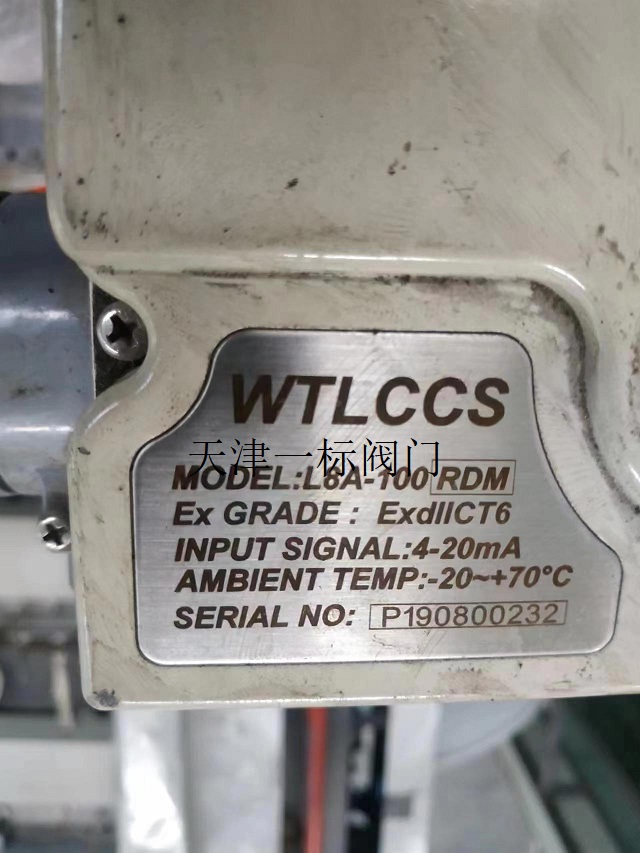 WTLCCS
天津一标阀门
MODEL:L6A-100 RDM
Ex GRADE : ExdIICT6
INPUT SIGNAL:4-20mA
AMBIENT TEMP:-20~+70°C
SERIAL NO: P190800232